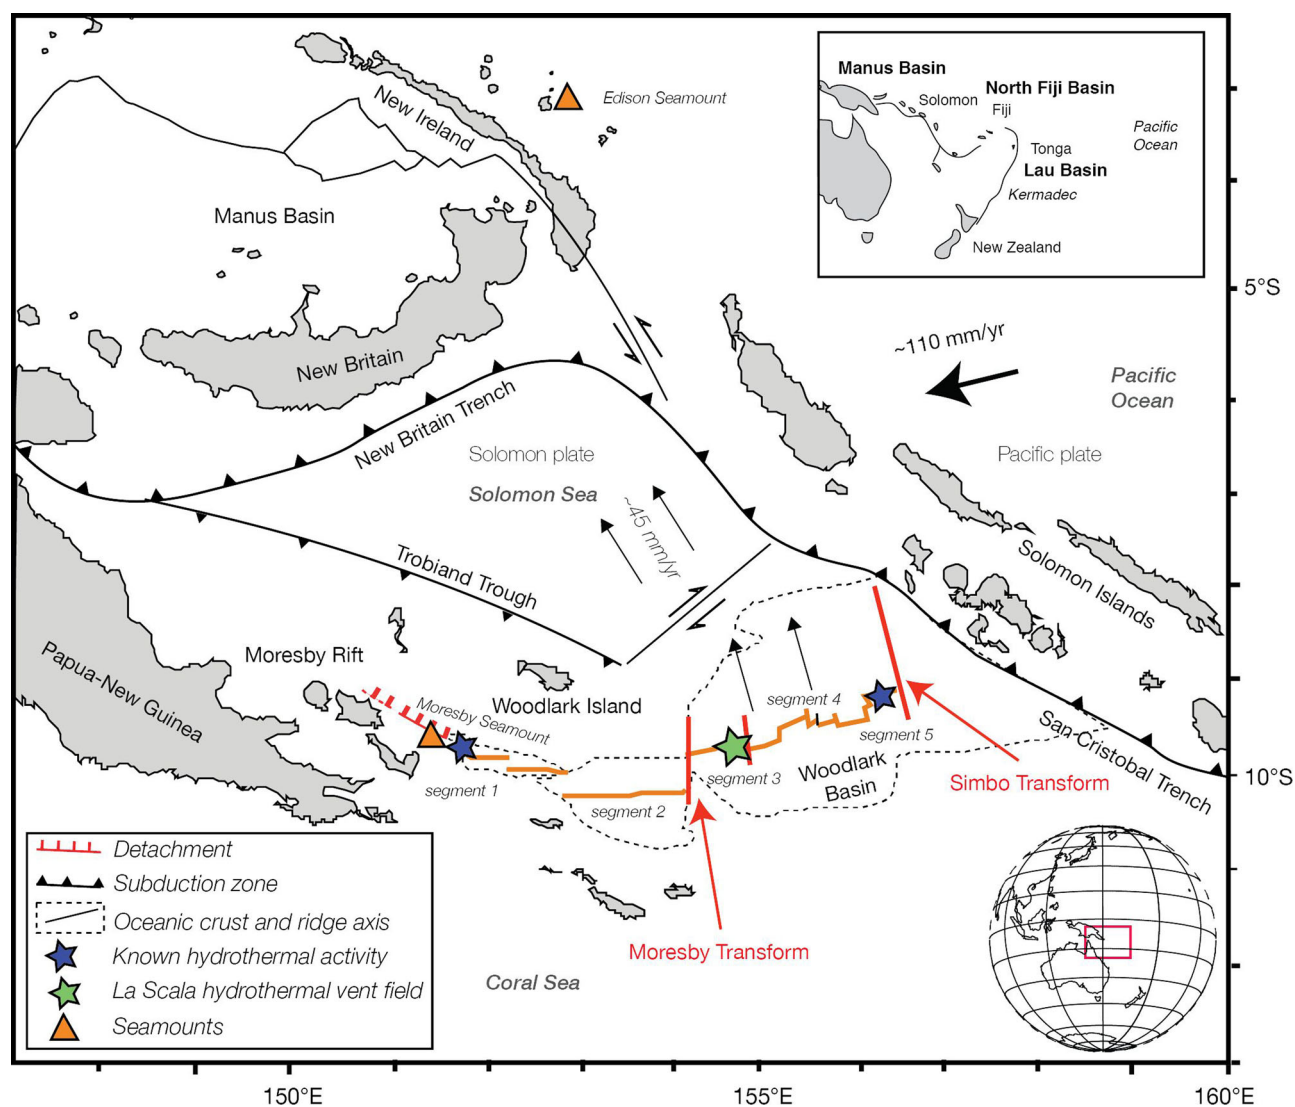 Edison Seamount
New Ireland
Manus Basin
Manus Basin
North Fiji Basin
Solomon
Fiji
Pacific
Ocean
Tonga
Lau Basin
Kermadec
New Zealand
5°S
New Britain
~110 mm/yr
Pacific
Ocean
New Britain Trench
Solomon plate
Pacific plate
Solomon Sea
~45 mm/yr
Trobiand Trough
Solomon Islands
Papua-New Guinea
Moresby Rift
Moresby Seamount
Woodlark Island
segment 4
segment 5
San-Cristobal Trench
segment 3
Woodlark
Basin
Simbo Transform
10°S
segment 1
segment 2
Detachment
Subduction zone
Oceanic crust and ridge axis
Known hydrothermal activity
La Scala hydrothermal vent field
Seamounts
Moresby Transform
Coral Sea
150°E
155°E
160°E